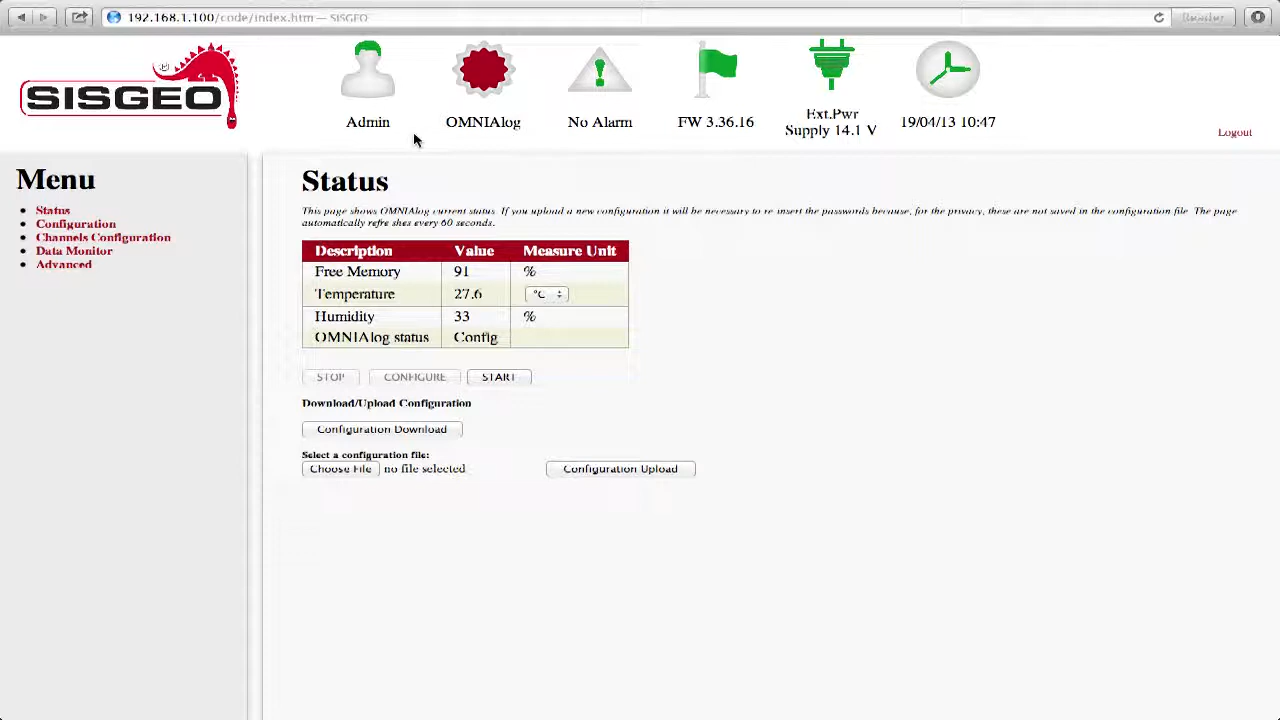 192.168.1.100/code/index.htm — SISGEO
Reader
SISGEO
Admin
OMNIAlog
No Alarm
FW 3.36.16
Ext.Pwr
Supply 14.1 V
19/04/13 10:47
Logout
Menu
Status
Configuration
Channels Configuration
Data Monitor
Advanced
Status
This page shows OMNIAlog current status. If you upload a new configuration it will be necessary to re insert the passwords because, for the privacy, these are not saved in the configuration file. The page
automatically refre shes every 60 seconds.
Description Value Measure Unit
Free Memory 91 %
Temperature 27.6 °C
Humidity 33 %
OMNIAlog status Config
STOP CONFIGURE START
Download/Upload Configuration
Configuration Download
Select a configuration file:
Choose File no file selected Configuration Upload